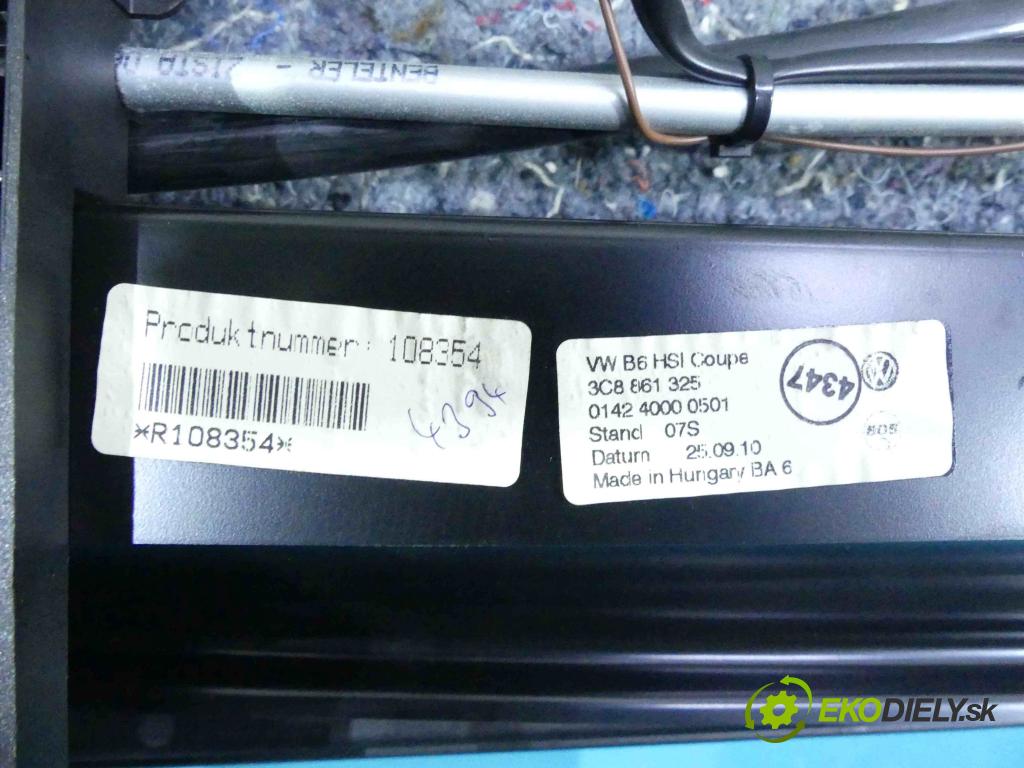 BENTELER - ZISTA
Produktnummer: 108354
*R108354*
4394
VW B6 HSI Coupe
3C8 861 325
0142 4000 0501
Stand 07S
Datum 25.09.10
Made in Hungary BA 6
4347
EKODIELY.sk